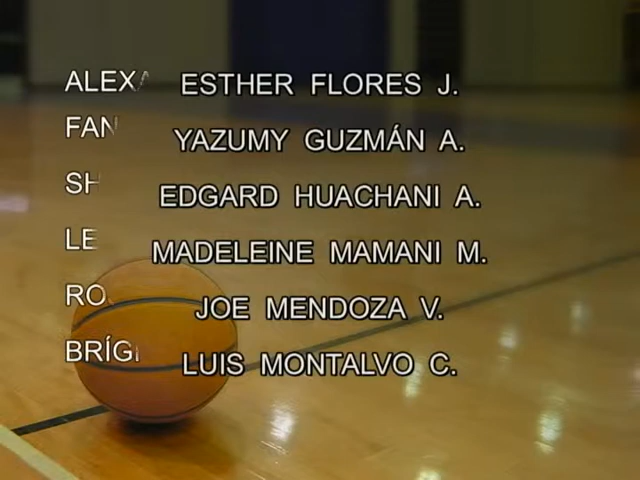 ESTHER FLORES J.
YAZUMY GUZMÁN A.
EDGARD HUACHANI A.
MADELEINE MAMANI M.
JOE MENDOZA V.
LUIS MONTALVO C.